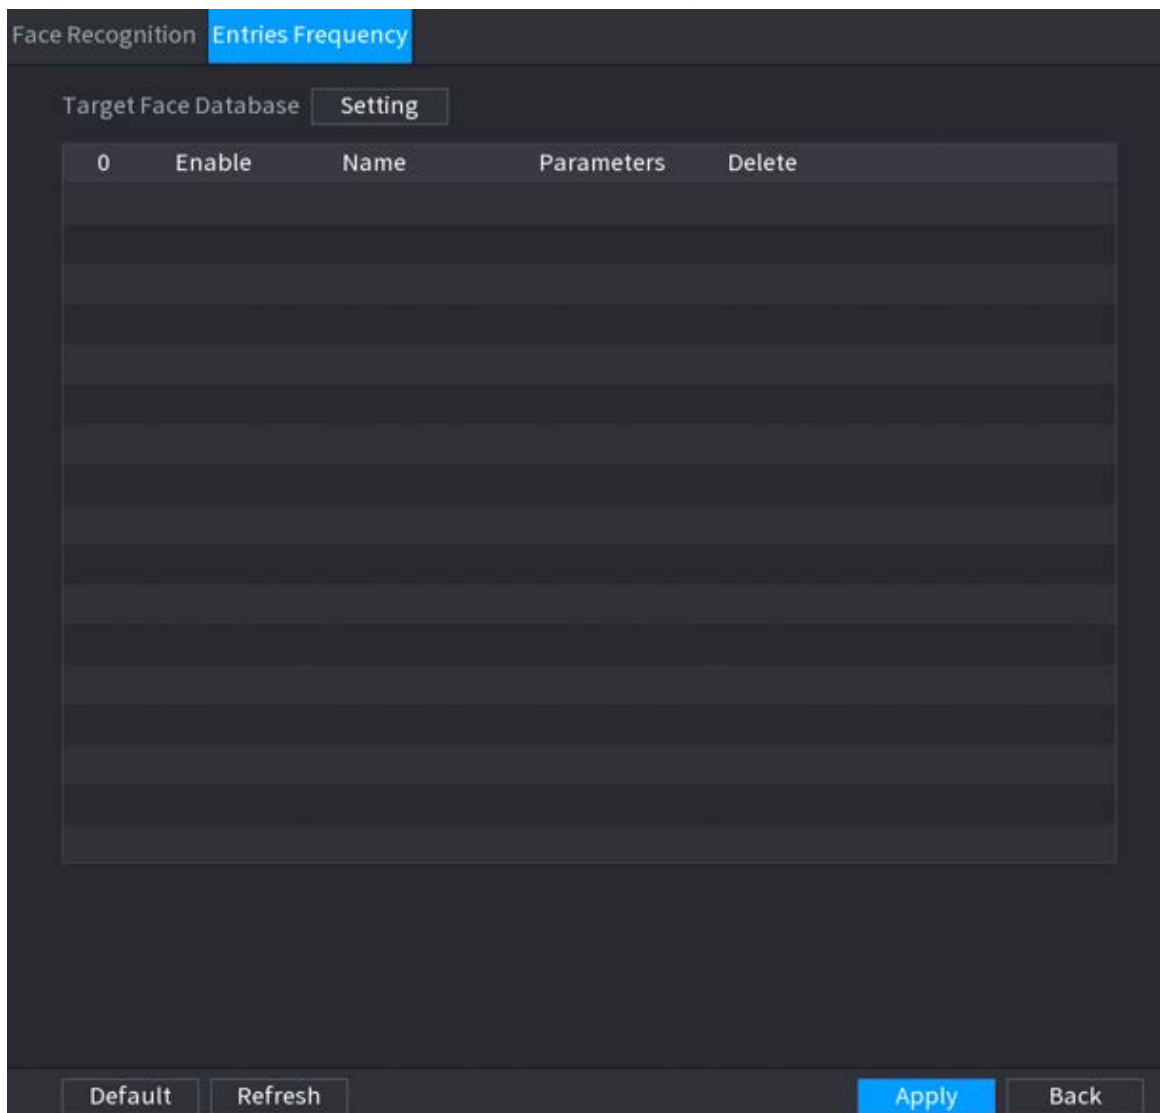 Face Recognition Entries Frequency
Target Face Database Setting
0 Enable Name Parameters Delete
Default Refresh Apply Back